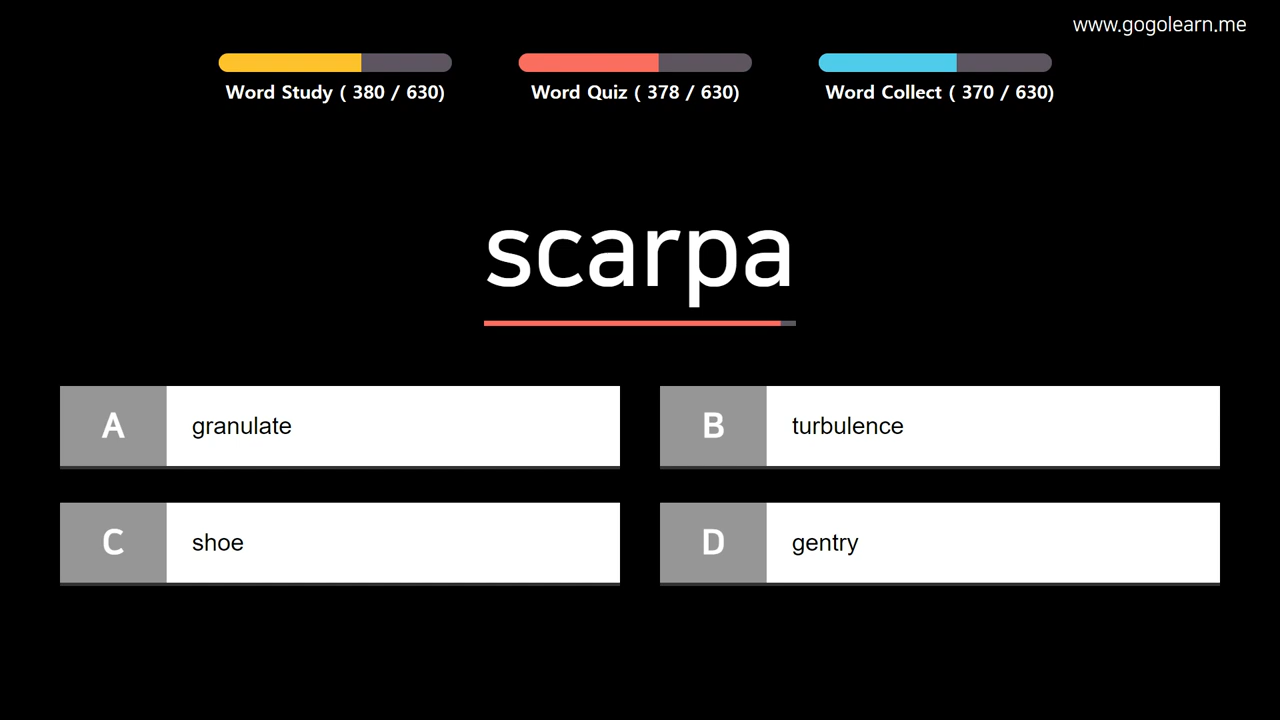 www.gogolearn.me
Word Study ( 380 / 630)
Word Quiz ( 378 / 630)
Word Collect ( 370 / 630)
scarpa
A granulate
B turbulence
C shoe
D gentry